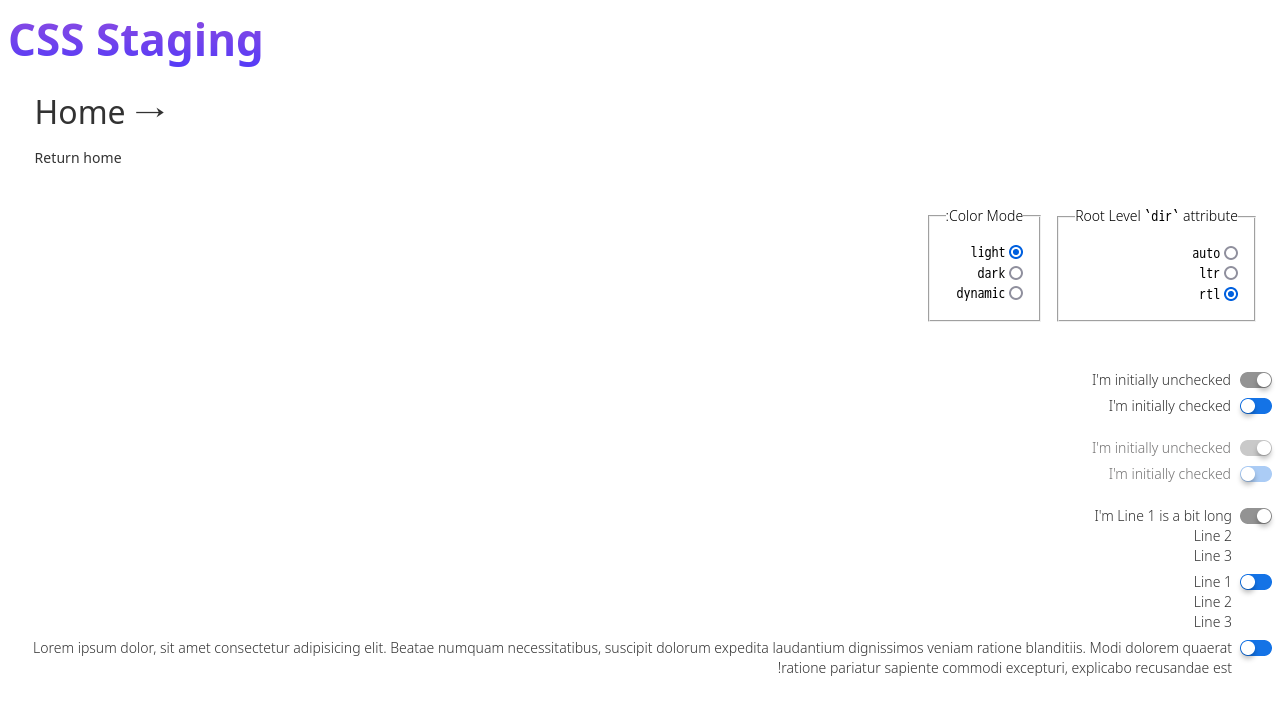 CSS Staging
Home →
Return home
Root Level `dir` attribute
auto
ltr
rtl
:Color Mode
light
dark
dynamic
I'm initially unchecked
I'm initially checked
I'm initially unchecked
I'm initially checked
I'm Line 1 is a bit long
Line 2
Line 3
Line 1
Line 2
Line 3
Lorem ipsum dolor, sit amet consectetur adipisicing elit. Beatae numquam necessitatibus, suscipit dolorum expedita laudantium dignissimos veniam ratione blanditiis. Modi dolorem quaerat
!ratione pariatur sapiente commodi excepturi, explicabo recusandae est